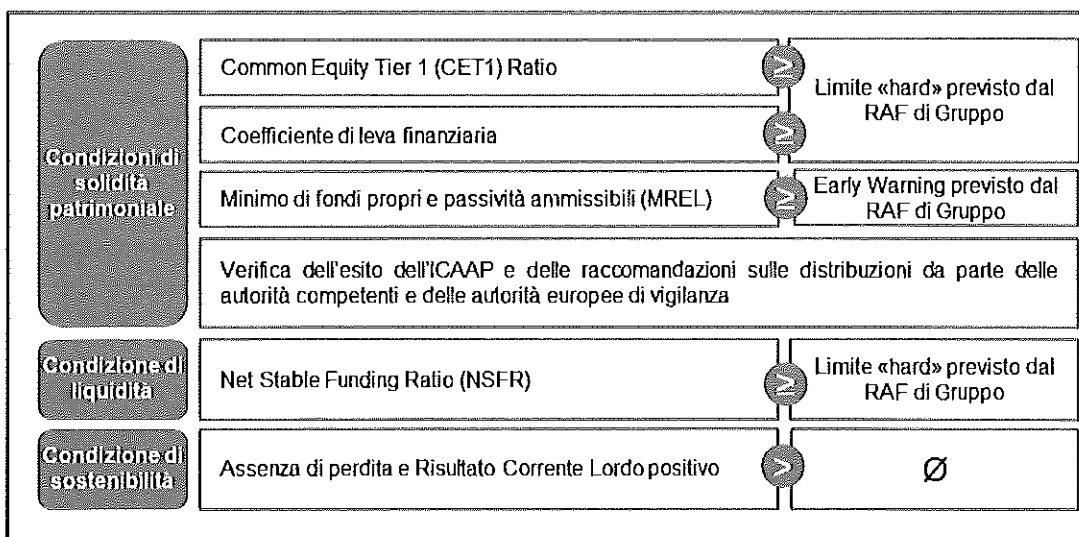 Condizioni di
solidità
patrimoniale
Common Equity Tier 1 (CET1) Ratio
≥
Limite «hard» previsto dal
RAF di Gruppo
Coefficiente di leva finanziaria
≥
Minimo di fondi propri e passività ammissibili (MREL)
≥
Early Warning previsto dal
RAF di Gruppo
Verifica dell'esito dell'ICAAP e delle raccomandazioni sulle distribuzioni da parte delle
autorità competenti e delle autorità europee di vigilanza
Condizione di
liquidità
Net Stable Funding Ratio (NSFR)
≥
Limite «hard» previsto dal
RAF di Gruppo
Condizione di
sostenibilità
Assenza di perdita e Risultato Corrente Lordo positivo
>
Ø